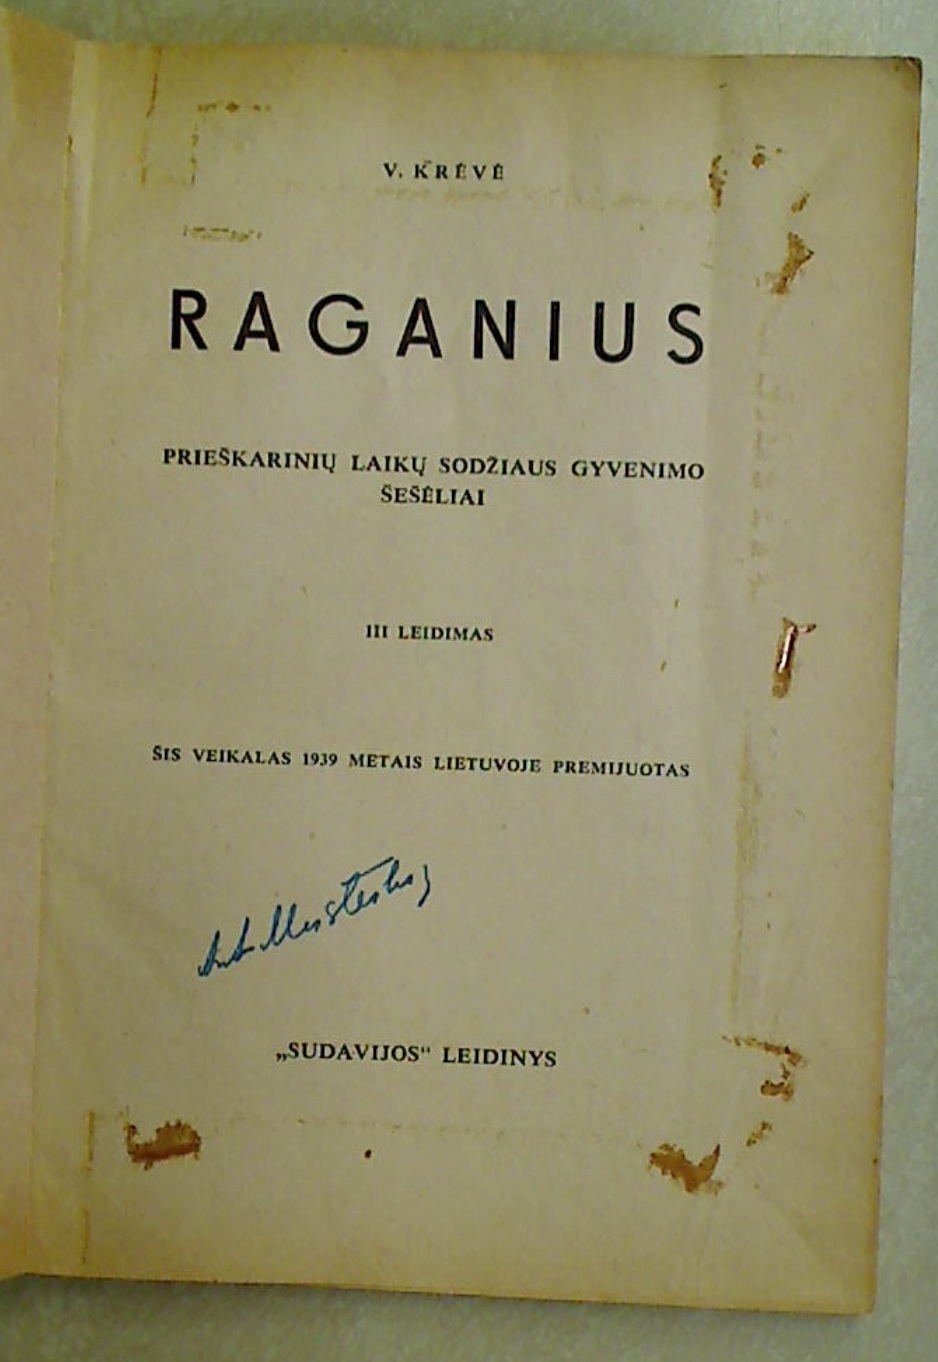 V. KRĖVĖ
RAGANIUS
PRIEŠKARINIŲ LAIKŲ SODŽIAUS GYVENIMO
ŠEŠĖLIAI
III LEIDIMAS
ŠIS VEIKALAS 1939 METAIS LIETUVOJE PREMIJUOTAS
„SUDAVIJOS“ LEIDINYS